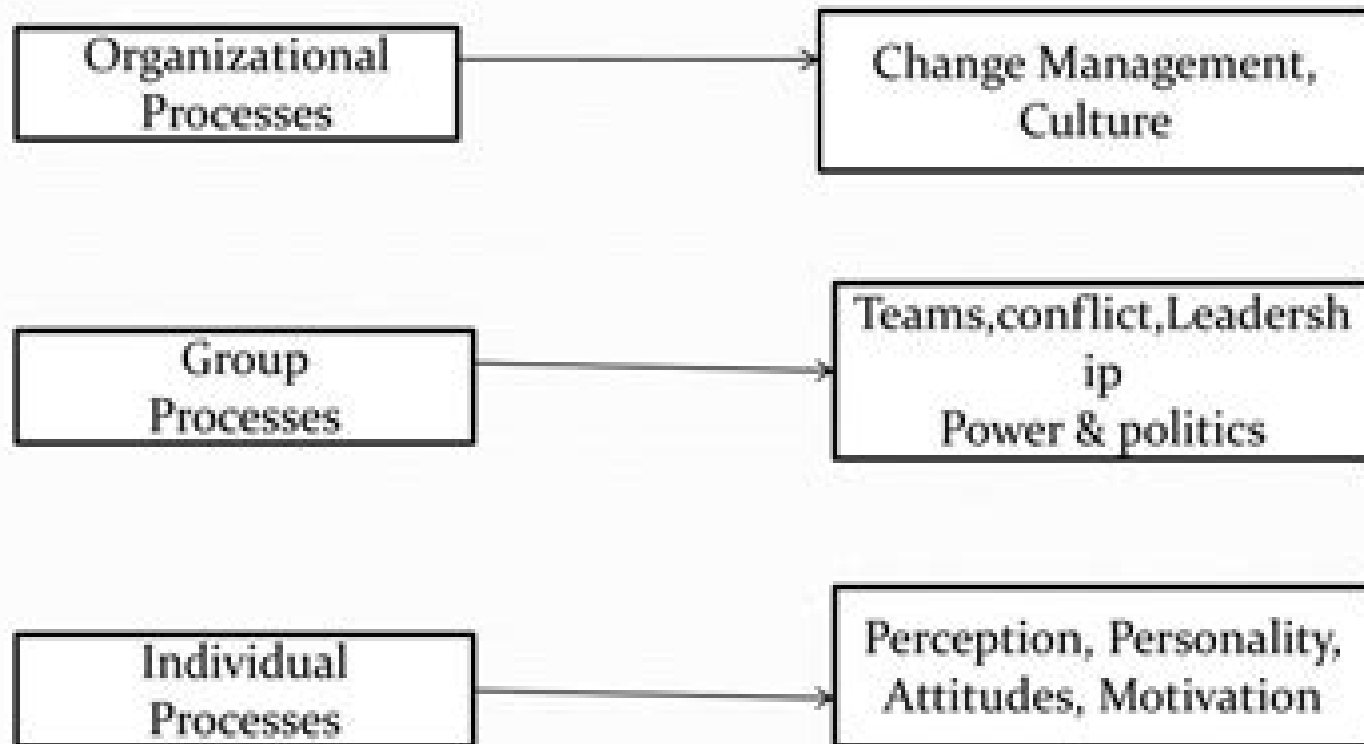 Organizational
Processes
Change Management,
Culture
Group
Processes
Teams,conflict,Leadersh
ip
Power & politics
Individual
Processes
Perception, Personality,
Attitudes, Motivation